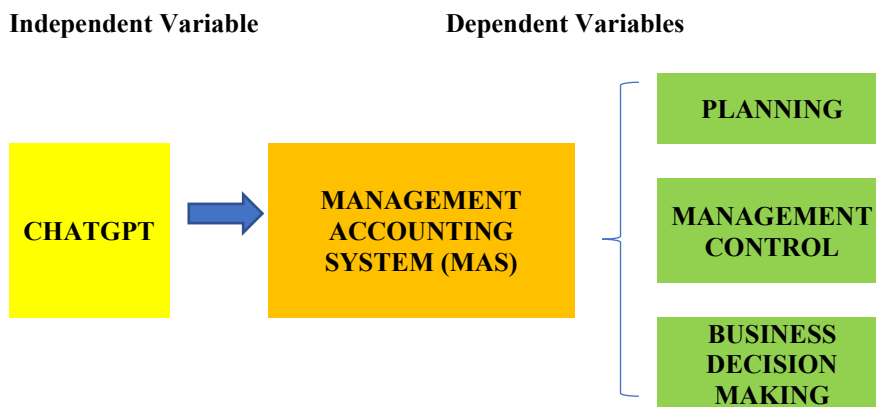 Independent Variable
Dependent Variables
PLANNING
CHATGPT
MANAGEMENT
ACCOUNTING
SYSTEM (MAS)
MANAGEMENT
CONTROL
BUSINESS
DECISION
MAKING